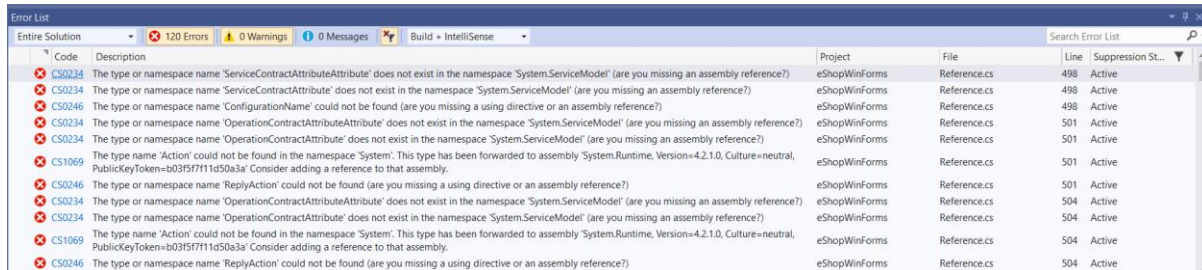 Error List
Entire Solution 120 Errors 0 Warnings 0 Messages Build + IntelliSense Search Error List
Code Description Project File Line Suppression St...
CS0234 The type or namespace name 'ServiceContractAttributeAttribute' does not exist in the namespace 'System.ServiceModel' (are you missing an assembly reference?) eShopWinForms Reference.cs 498 Active
CS0234 The type or namespace name 'ServiceContractAttribute' does not exist in the namespace 'System.ServiceModel' (are you missing an assembly reference?) eShopWinForms Reference.cs 498 Active
CS0246 The type or namespace name 'ConfigurationName' could not be found (are you missing a using directive or an assembly reference?) eShopWinForms Reference.cs 498 Active
CS0234 The type or namespace name 'OperationContractAttributeAttribute' does not exist in the namespace 'System.ServiceModel' (are you missing an assembly reference?) eShopWinForms Reference.cs 501 Active
CS0234 The type or namespace name 'OperationContractAttribute' does not exist in the namespace 'System.ServiceModel' (are you missing an assembly reference?) eShopWinForms Reference.cs 501 Active
CS1069 The type name 'Action' could not be found in the namespace 'System'. This type has been forwarded to assembly 'System.Runtime, Version=4.2.1.0, Culture=neutral,
PublicKeyToken=b03f5f7f11d50a3a' Consider adding a reference to that assembly. eShopWinForms Reference.cs 501 Active
CS0246 The type or namespace name 'ReplyAction' could not be found (are you missing a using directive or an assembly reference?) eShopWinForms Reference.cs 501 Active
CS0234 The type or namespace name 'OperationContractAttributeAttribute' does not exist in the namespace 'System.ServiceModel' (are you missing an assembly reference?) eShopWinForms Reference.cs 504 Active
CS0234 The type or namespace name 'OperationContractAttribute' does not exist in the namespace 'System.ServiceModel' (are you missing an assembly reference?) eShopWinForms Reference.cs 504 Active
CS1069 The type name 'Action' could not be found in the namespace 'System'. This type has been forwarded to assembly 'System.Runtime, Version=4.2.1.0, Culture=neutral,
PublicKeyToken=b03f5f7f11d50a3a' Consider adding a reference to that assembly. eShopWinForms Reference.cs 504 Active
CS0246 The type or namespace name 'ReplyAction' could not be found (are you missing a using directive or an assembly reference?) eShopWinForms Reference.cs 504 Active